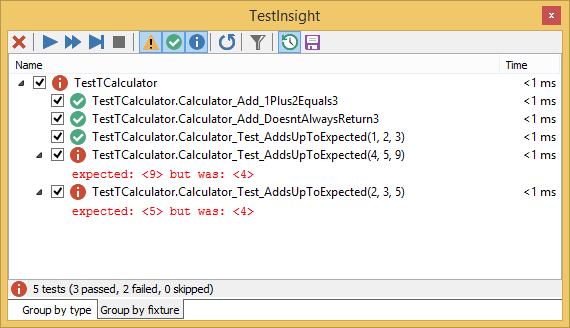 TestInsight
Name Time
TestTCalculator <1 ms
TestTCalculator.Calculator_Add_1Plus2Equals3 <1 ms
TestTCalculator.Calculator_Add_DoesntAlwaysReturn3 <1 ms
TestTCalculator.Calculator_Test_AddsUpToExpected(1, 2, 3) <1 ms
TestTCalculator.Calculator_Test_AddsUpToExpected(4, 5, 9) <1 ms
expected: <9> but was: <4>
TestTCalculator.Calculator_Test_AddsUpToExpected(2, 3, 5) <1 ms
expected: <5> but was: <4>
5 tests (3 passed, 2 failed, 0 skipped)
Group by type Group by fixture